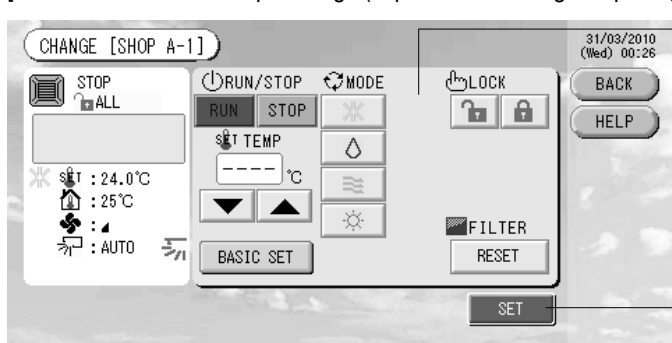 CHANGE [SHOP A-1]
31/03/2010
(Wed) 00:26
STOP
ALL
SET : 24.0℃
: 25℃
:
: AUTO
RUN/STOP
RUN STOP
SET TEMP
---- ℃
BASIC SET
MODE
LOCK
FILTER
RESET
BACK
HELP
SET